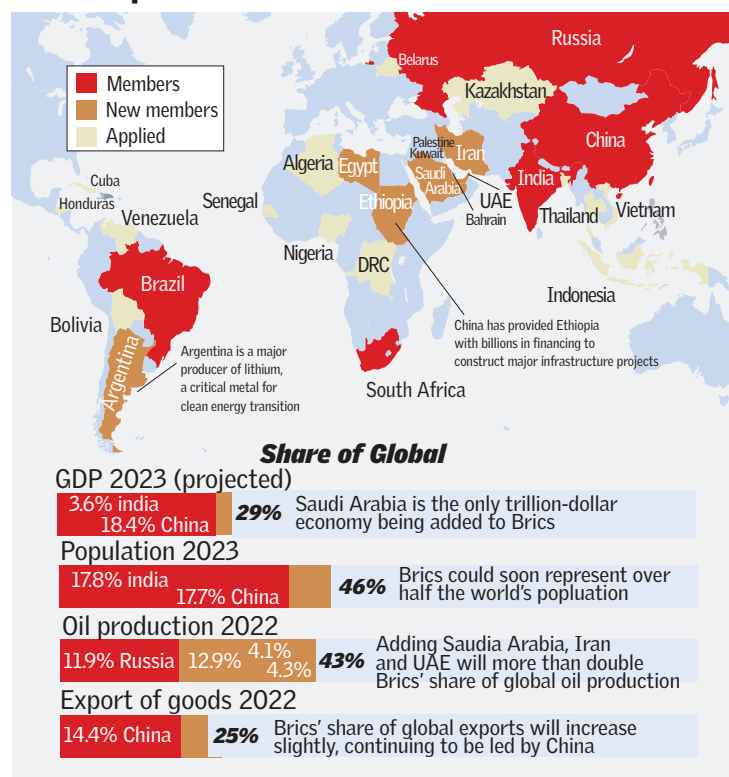 Russia
Belarus
Members
New members
Applied
Kazakhstan
China
Palestine
Kuwait
Iran
Algeria
Egypt
Saudi
Arabia
India
Cuba
Honduras
Senegal
Ethiopia
UAE
Bahrain
Venezuela
Thailand
Vietnam
Nigeria
DRC
Brazil
Indonesia
Bolivia
China has provided Ethiopia
with billions in financing to
construct major infrastructure projects
Argentina
Argentina is a major
producer of lithium,
a critical metal for
clean energy transition
South Africa
Share of Global
GDP 2023 (projected)
3.6% india
18.4% China
29%
Saudi Arabia is the only trillion-dollar
economy being added to Brics
Population 2023
17.8% india
17.7% China
46%
Brics could soon represent over
half the world's popluation
Oil production 2022
11.9% Russia
12.9%
4.1%
4.3%
43%
Adding Saudia Arabia, Iran
and UAE will more than double
Brics' share of global oil production
Export of goods 2022
14.4% China
25%
Brics' share of global exports will increase
slightly, continuing to be led by China